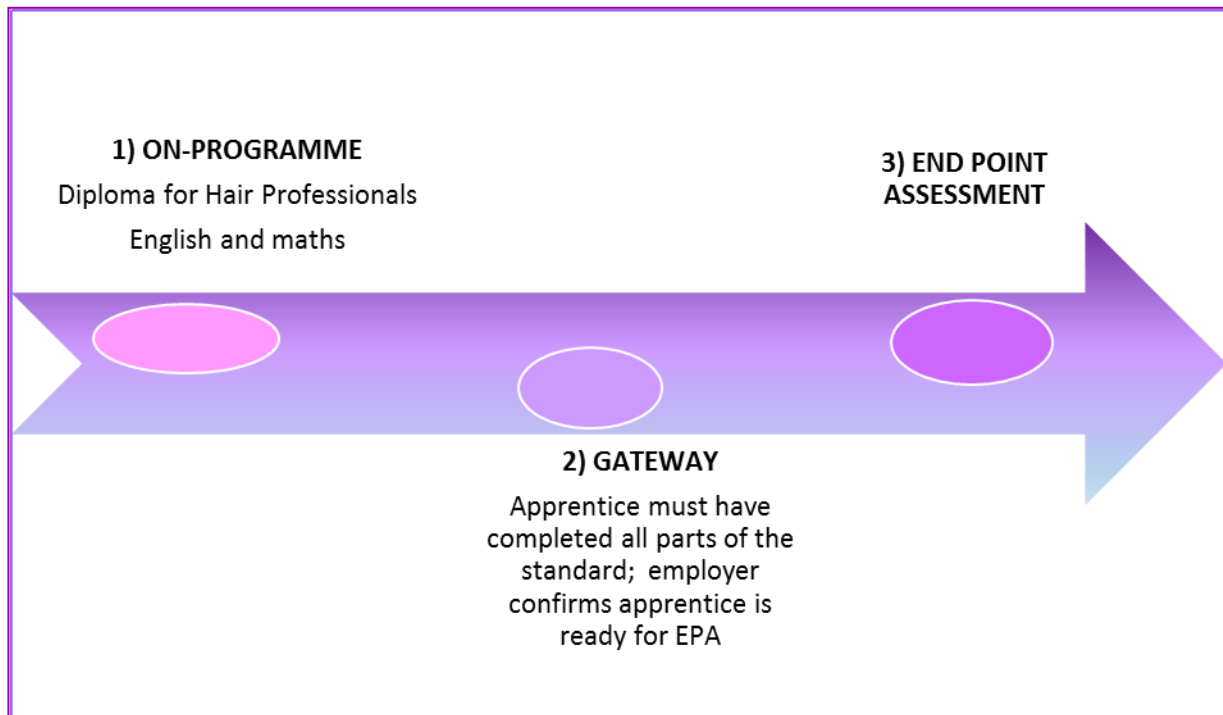 1) ON-PROGRAMME
Diploma for Hair Professionals
English and maths
2) GATEWAY
Apprentice must have
completed all parts of the
standard;  employer
confirms apprentice is
ready for EPA
3) END POINT
ASSESSMENT